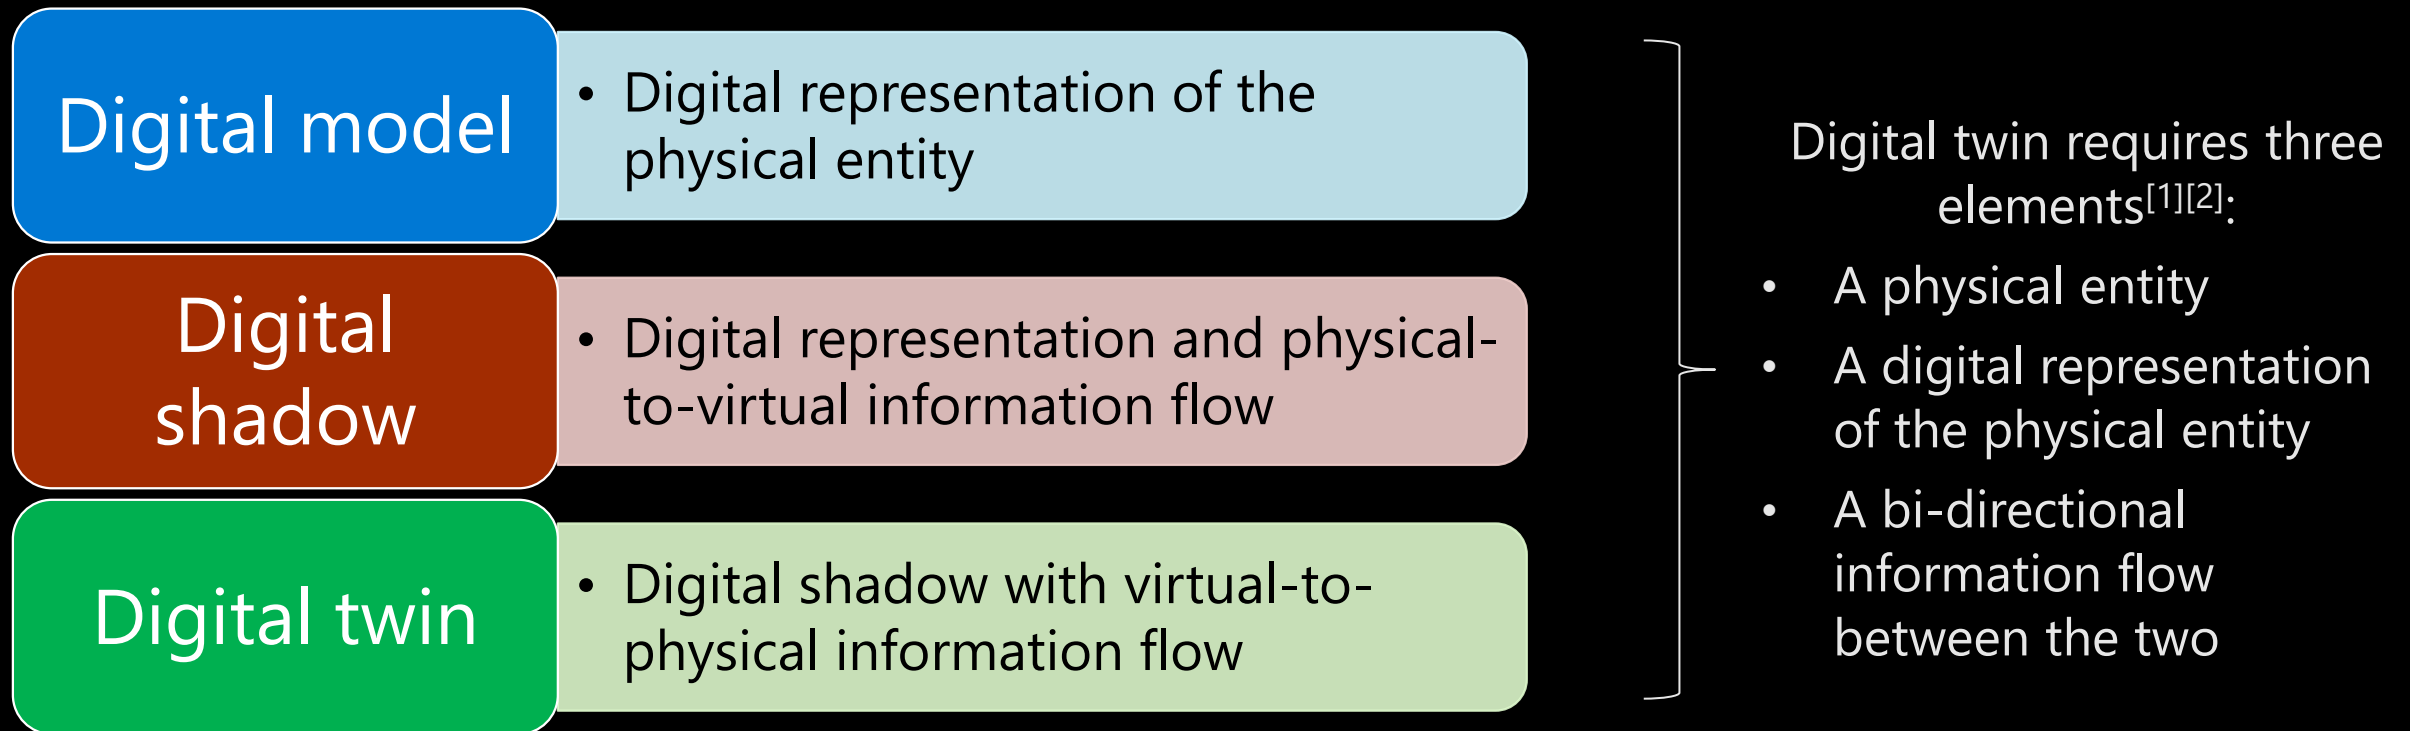 Digital model
• Digital representation of the
physical entity
Digital
shadow
• Digital representation and physical-
to-virtual information flow
Digital twin
• Digital shadow with virtual-to-
physical information flow
Digital twin requires three
elements[1][2]:
• A physical entity
• A digital representation
of the physical entity
• A bi-directional
information flow
between the two